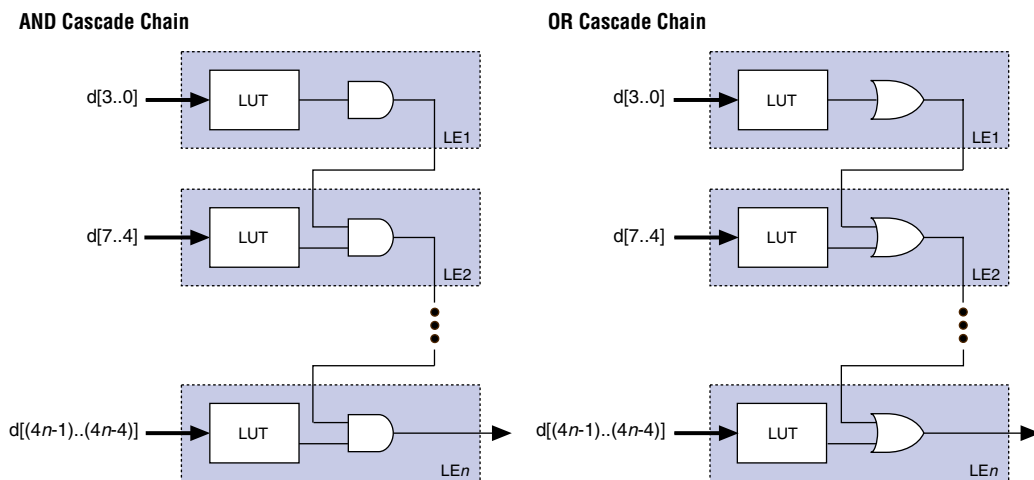 AND Cascade Chain
d[3..0]
LUT
LE1
d[7..4]
LUT
LE2
d[(4n-1)..(4n-4)]
LUT
LEn
OR Cascade Chain
d[3..0]
LUT
LE1
d[7..4]
LUT
LE2
d[(4n-1)..(4n-4)]
LUT
LEn